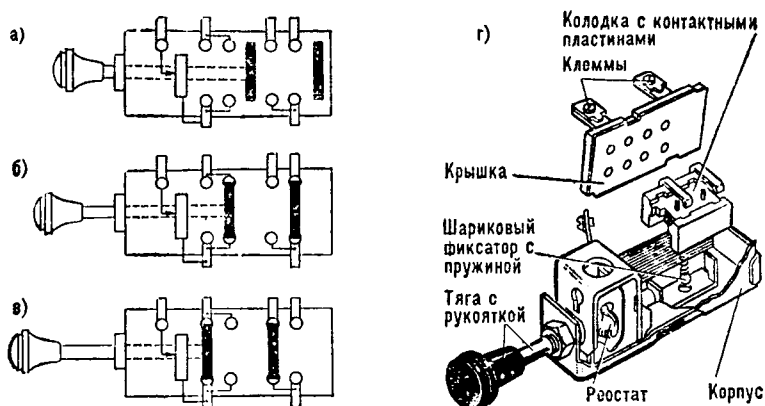 а)
б)
в)
г)
Колодка с контактными
пластинами
Клеммы
Крышка
Шариковый
фиксатор с
пружиной
Тяга с
рукояткой
Реостат
Корпус